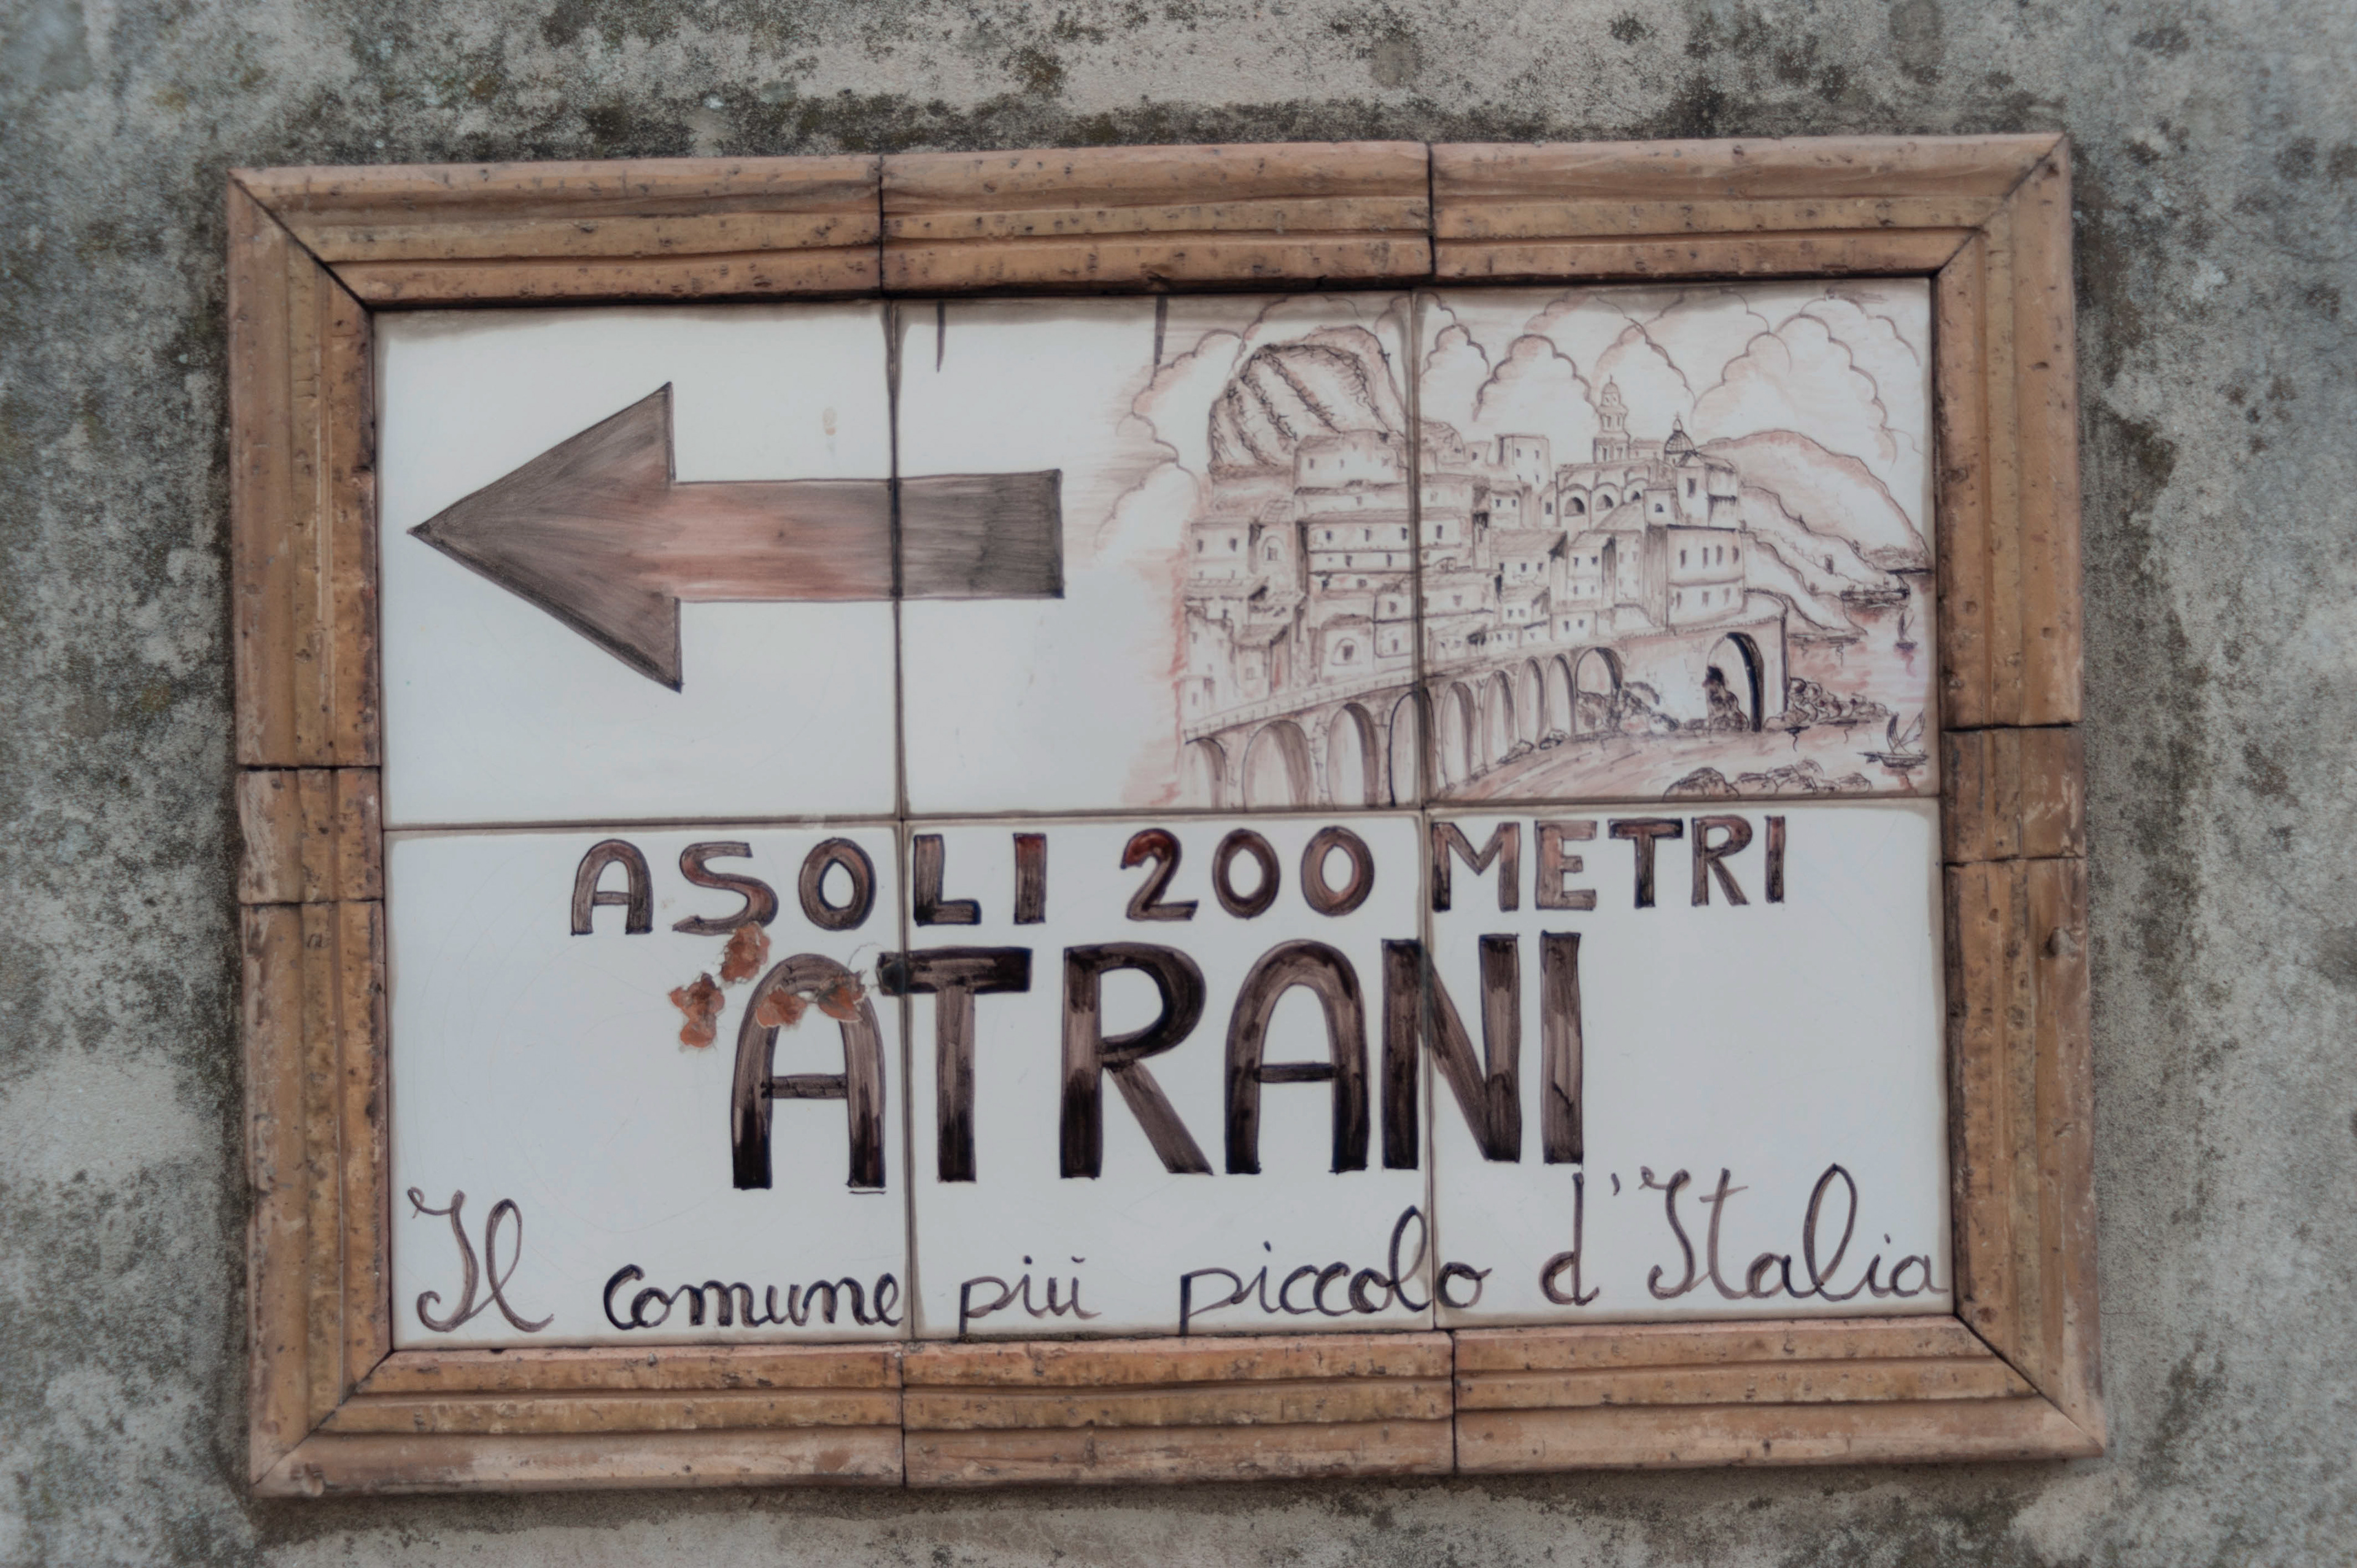 A SOLI 200 METRI
ATRANI
Il comune più piccolo d'Italia